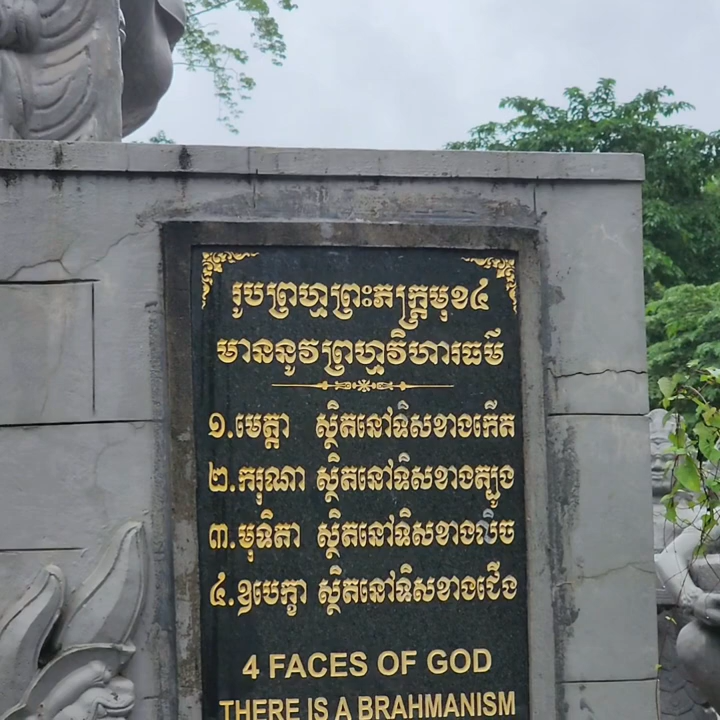 រូបព្រហ្មព្រះភក្ត្រមុខ៤
មាននូវព្រហ្មវិហារធម៌
១.មេត្តា ស្ថិតនៅទិសខាងកើត
២.ករុណា ស្ថិតនៅទិសខាងត្បូង
៣.មុទិតា ស្ថិតនៅទិសខាងលិច
៤.ឧបេក្ខា ស្ថិតនៅទិសខាងជើង
4 FACES OF GOD
THERE IS A BRAHMANISM